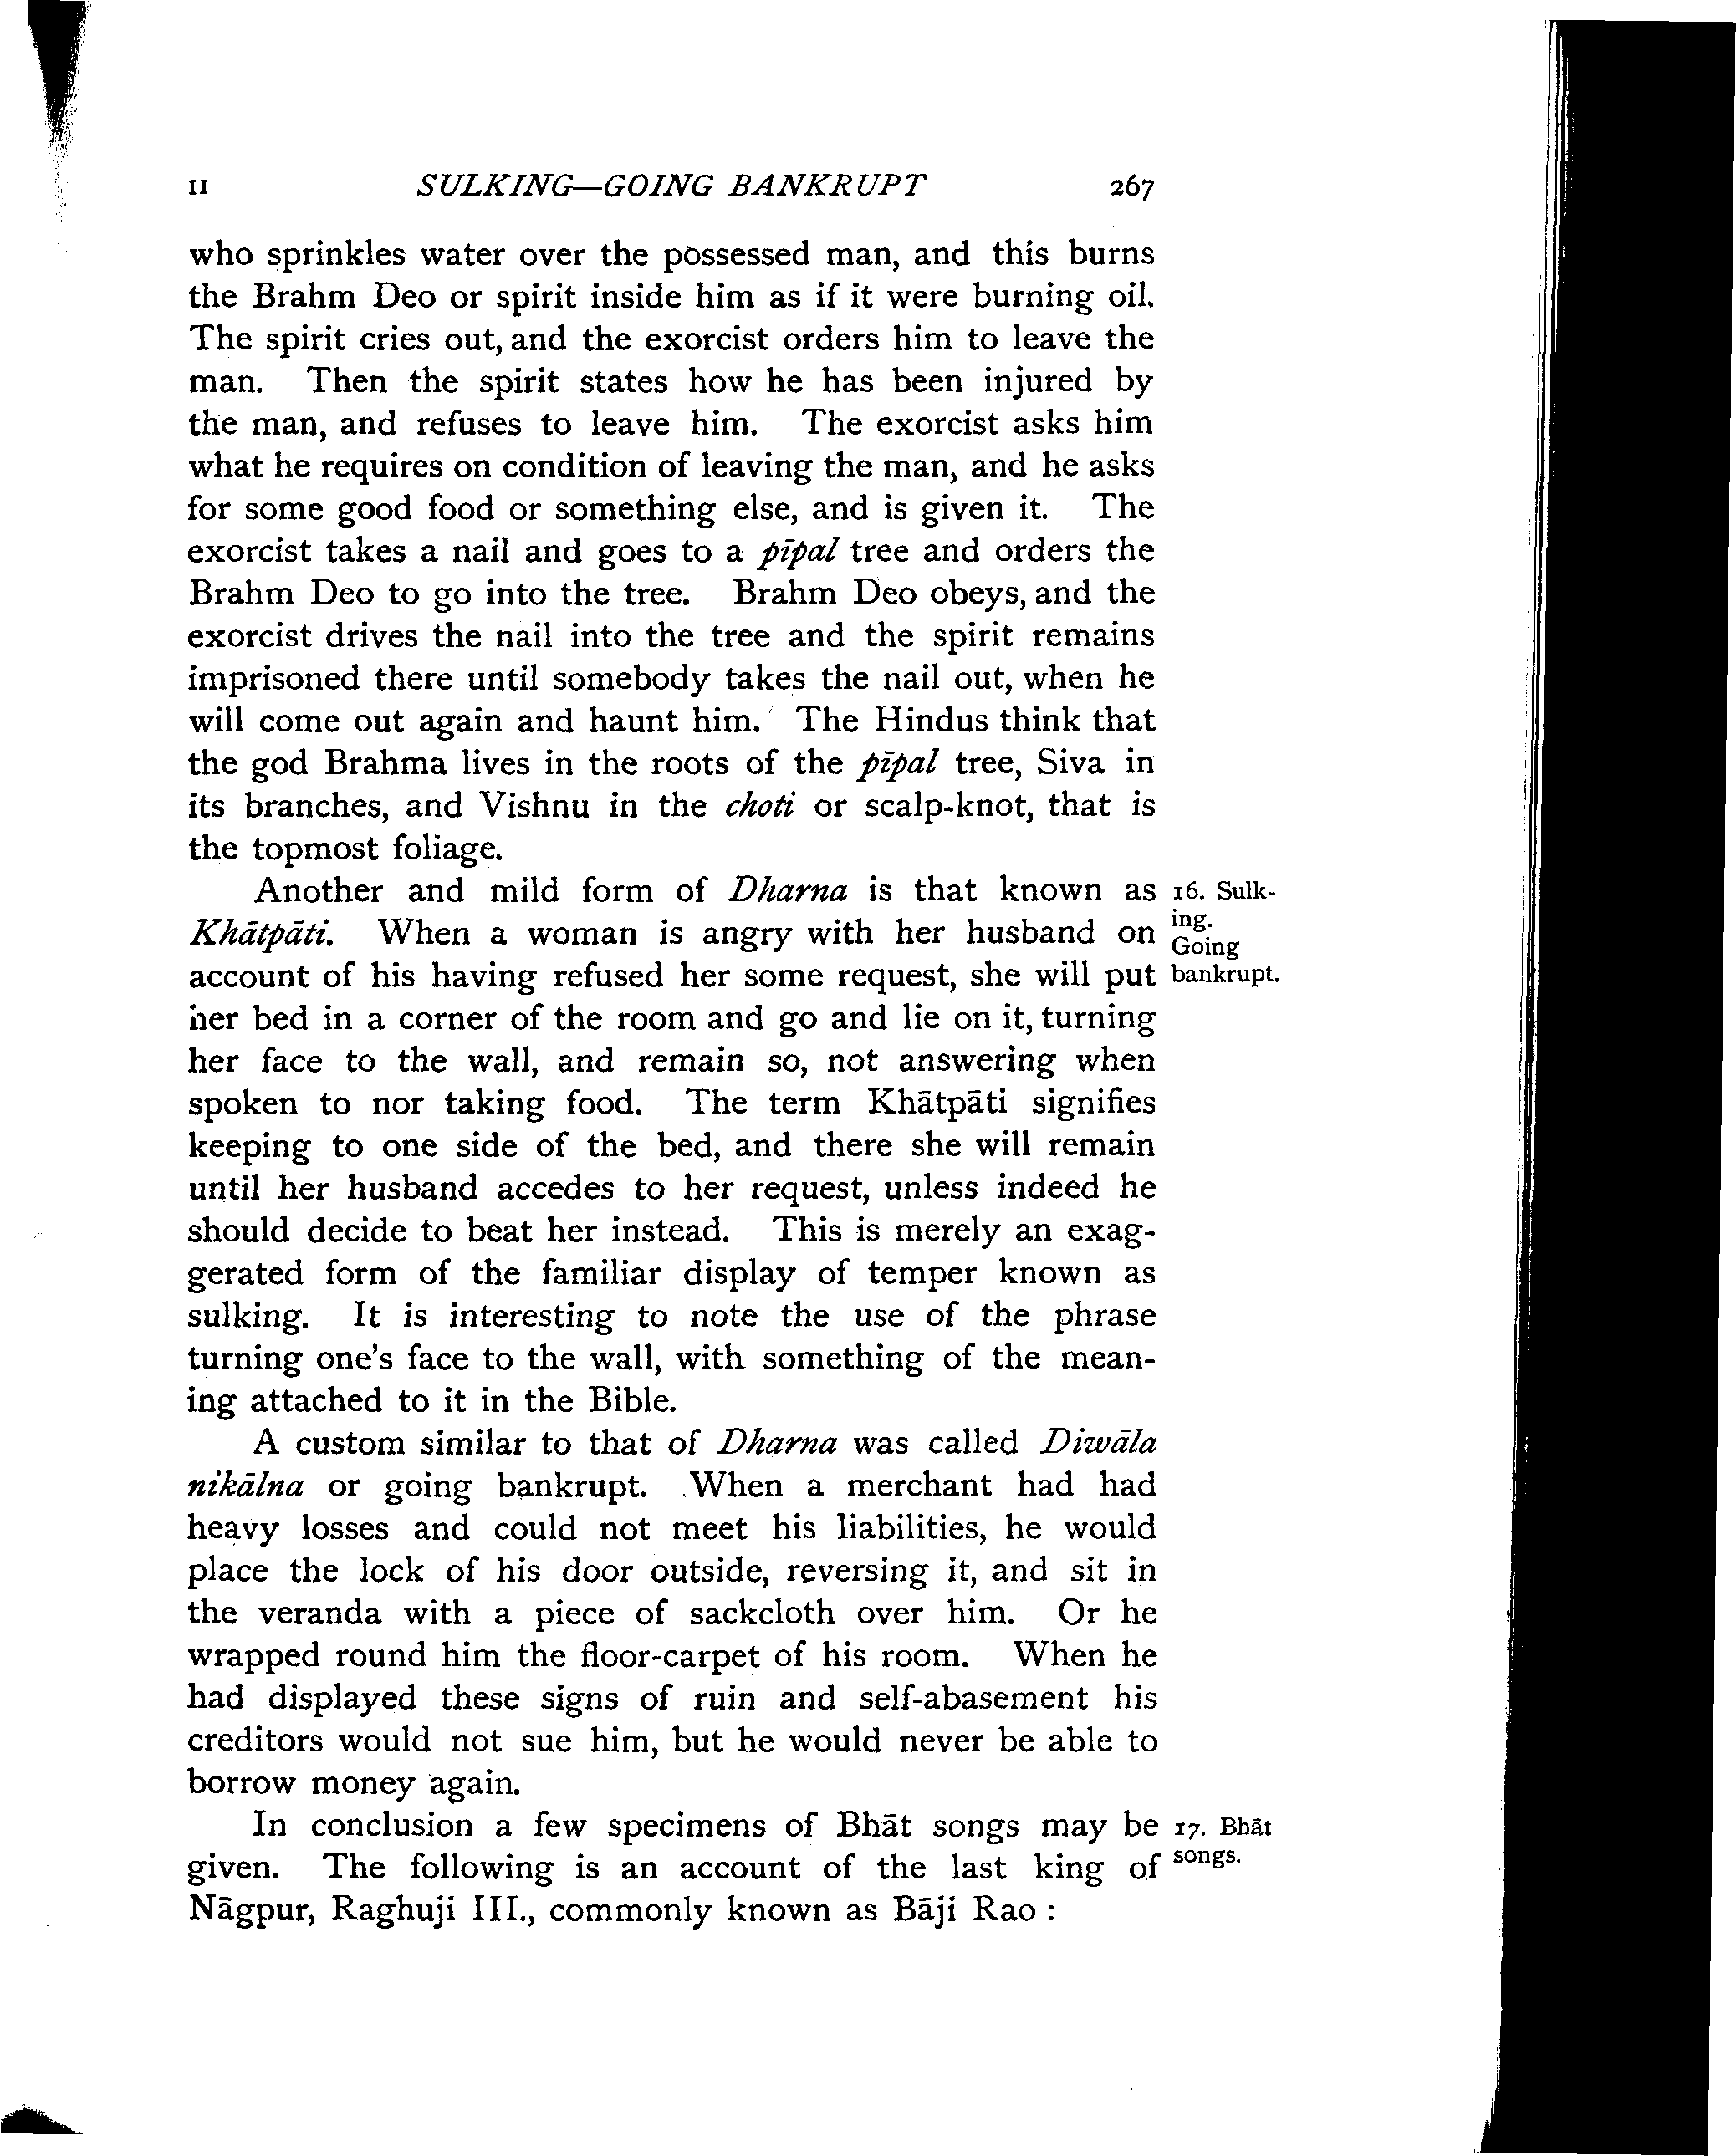 II SULKING—GOING BANKRUPT 267
who sprinkles water over the possessed man, and this burns
the Brahm Deo or spirit inside him as if it were burning oil.
The spirit cries out, and the exorcist orders him to leave the
man. Then the spirit states how he has been injured by
the man, and refuses to leave him. The exorcist asks him
what he requires on condition of leaving the man, and he asks
for some good food or something else, and is given it. The
exorcist takes a nail and goes to a pīpal tree and orders the
Brahm Deo to go into the tree. Brahm Deo obeys, and the
exorcist drives the nail into the tree and the spirit remains
imprisoned there until somebody takes the nail out, when he
will come out again and haunt him. The Hindus think that
the god Brahma lives in the roots of the pīpal tree, Siva in
its branches, and Vishnu in the choti or scalp-knot, that is
the topmost foliage.
Another and mild form of Dharna is that known as
Khātpāti. When a woman is angry with her husband on
account of his having refused her some request, she will put
her bed in a corner of the room and go and lie on it, turning
her face to the wall, and remain so, not answering when
spoken to nor taking food. The term Khātpāti signifies
keeping to one side of the bed, and there she will remain
until her husband accedes to her request, unless indeed he
should decide to beat her instead. This is merely an exag-
gerated form of the familiar display of temper known as
sulking. It is interesting to note the use of the phrase
turning one's face to the wall, with something of the mean-
ing attached to it in the Bible.
16. Sulk-
ing.
Going
bankrupt.
A custom similar to that of Dharna was called Diwāla
nikālna or going bankrupt. When a merchant had had
heavy losses and could not meet his liabilities, he would
place the lock of his door outside, reversing it, and sit in
the veranda with a piece of sackcloth over him. Or he
wrapped round him the floor-carpet of his room. When he
had displayed these signs of ruin and self-abasement his
creditors would not sue him, but he would never be able to
borrow money again.
In conclusion a few specimens of Bhāt songs may be
given. The following is an account of the last king of
Nāgpur, Raghuji III., commonly known as Bāji Rao :
17. Bhāt
songs.